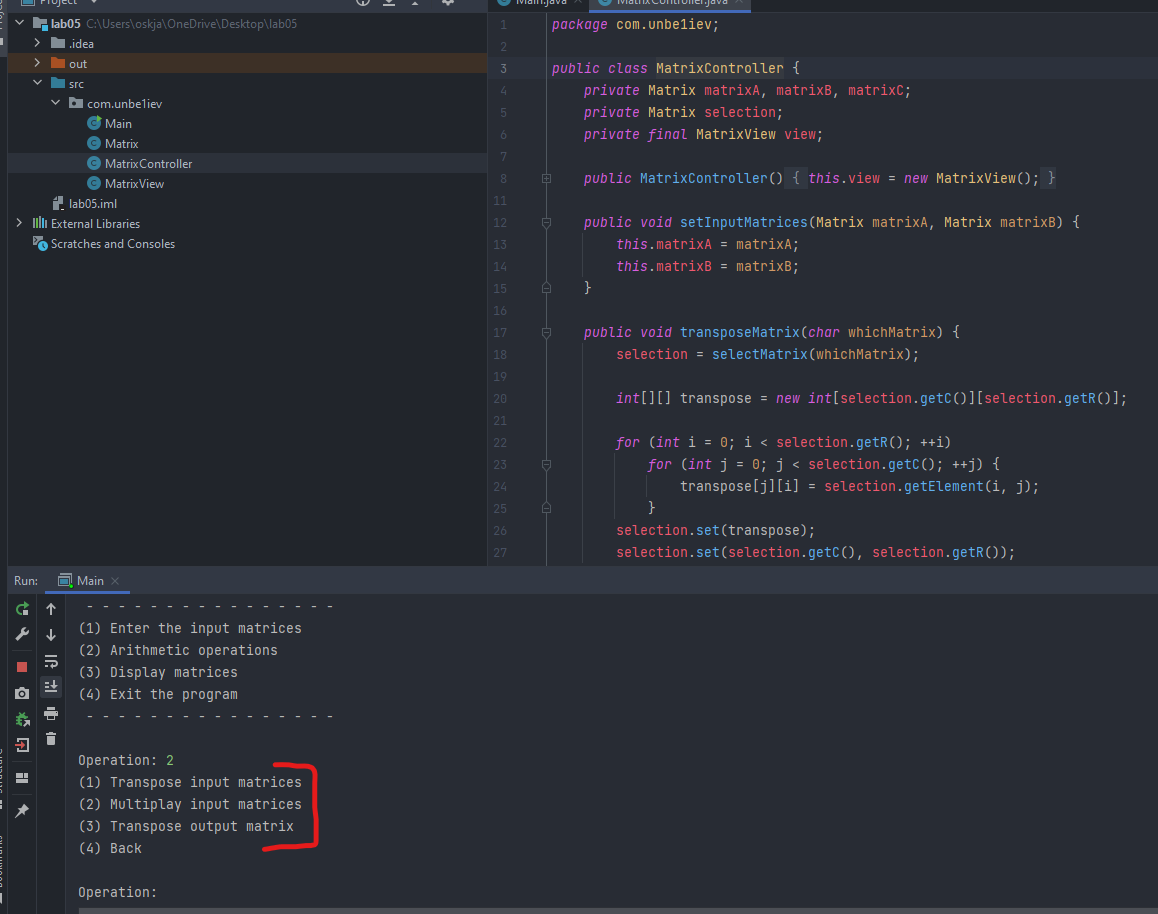 Project
Main.java
MatrixController.java
lab05 C:\Users\oskja\OneDrive\Desktop\lab05
.idea
out
src
com.unbe1iev
Main
Matrix
MatrixController
MatrixView
lab05.iml
External Libraries
Scratches and Consoles
1 package com.unbe1iev;
2
3 public class MatrixController {
4 private Matrix matrixA, matrixB, matrixC;
5 private Matrix selection;
6 private final MatrixView view;
7
8 public MatrixController() { this.view = new MatrixView(); }
11
12 public void setInputMatrices(Matrix matrixA, Matrix matrixB) {
13 this.matrixA = matrixA;
14 this.matrixB = matrixB;
15 }
16
17 public void transposeMatrix(char whichMatrix) {
18 selection = selectMatrix(whichMatrix);
19
20 int[][] transpose = new int[selection.getC()][selection.getR()];
21
22 for (int i = 0; i < selection.getR(); ++i)
23 for (int j = 0; j < selection.getC(); ++j) {
24 transpose[j][i] = selection.getElement(i, j);
25 }
26 selection.set(transpose);
27 selection.set(selection.getC(), selection.getR());
Run: Main
- - - - - - - - - - - - - - - -
(1) Enter the input matrices
(2) Arithmetic operations
(3) Display matrices
(4) Exit the program
- - - - - - - - - - - - - - - -
Operation: 2
(1) Transpose input matrices
(2) Multiplay input matrices
(3) Transpose output matrix
(4) Back
Operation: